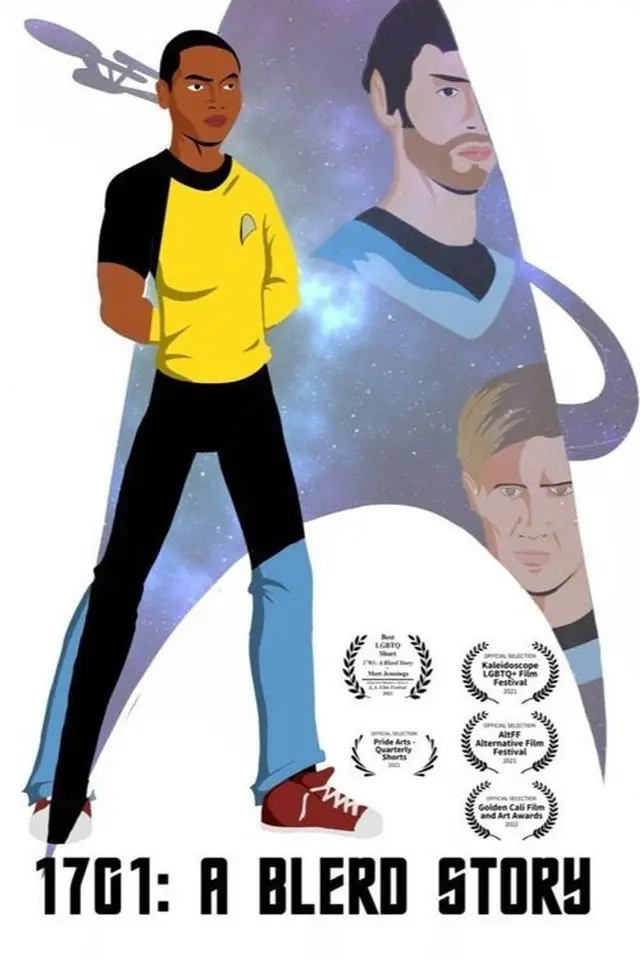 Best
LGBTQ
Short
1701: A Blerd Story
Matt Jennings
L.A. Film Festival
2021
OFFICIAL SELECTION
Kaleidoscope
LGBTQ+ Film
Festival
2021
OFFICIAL SELECTION
Pride Arts -
Quarterly
Shorts
2021
OFFICIAL SELECTION
AltFF
Alternative Film
Festival
2021
OFFICIAL SELECTION
Golden Cali Film
and Art Awards
2022
1701: A BLERD STORY